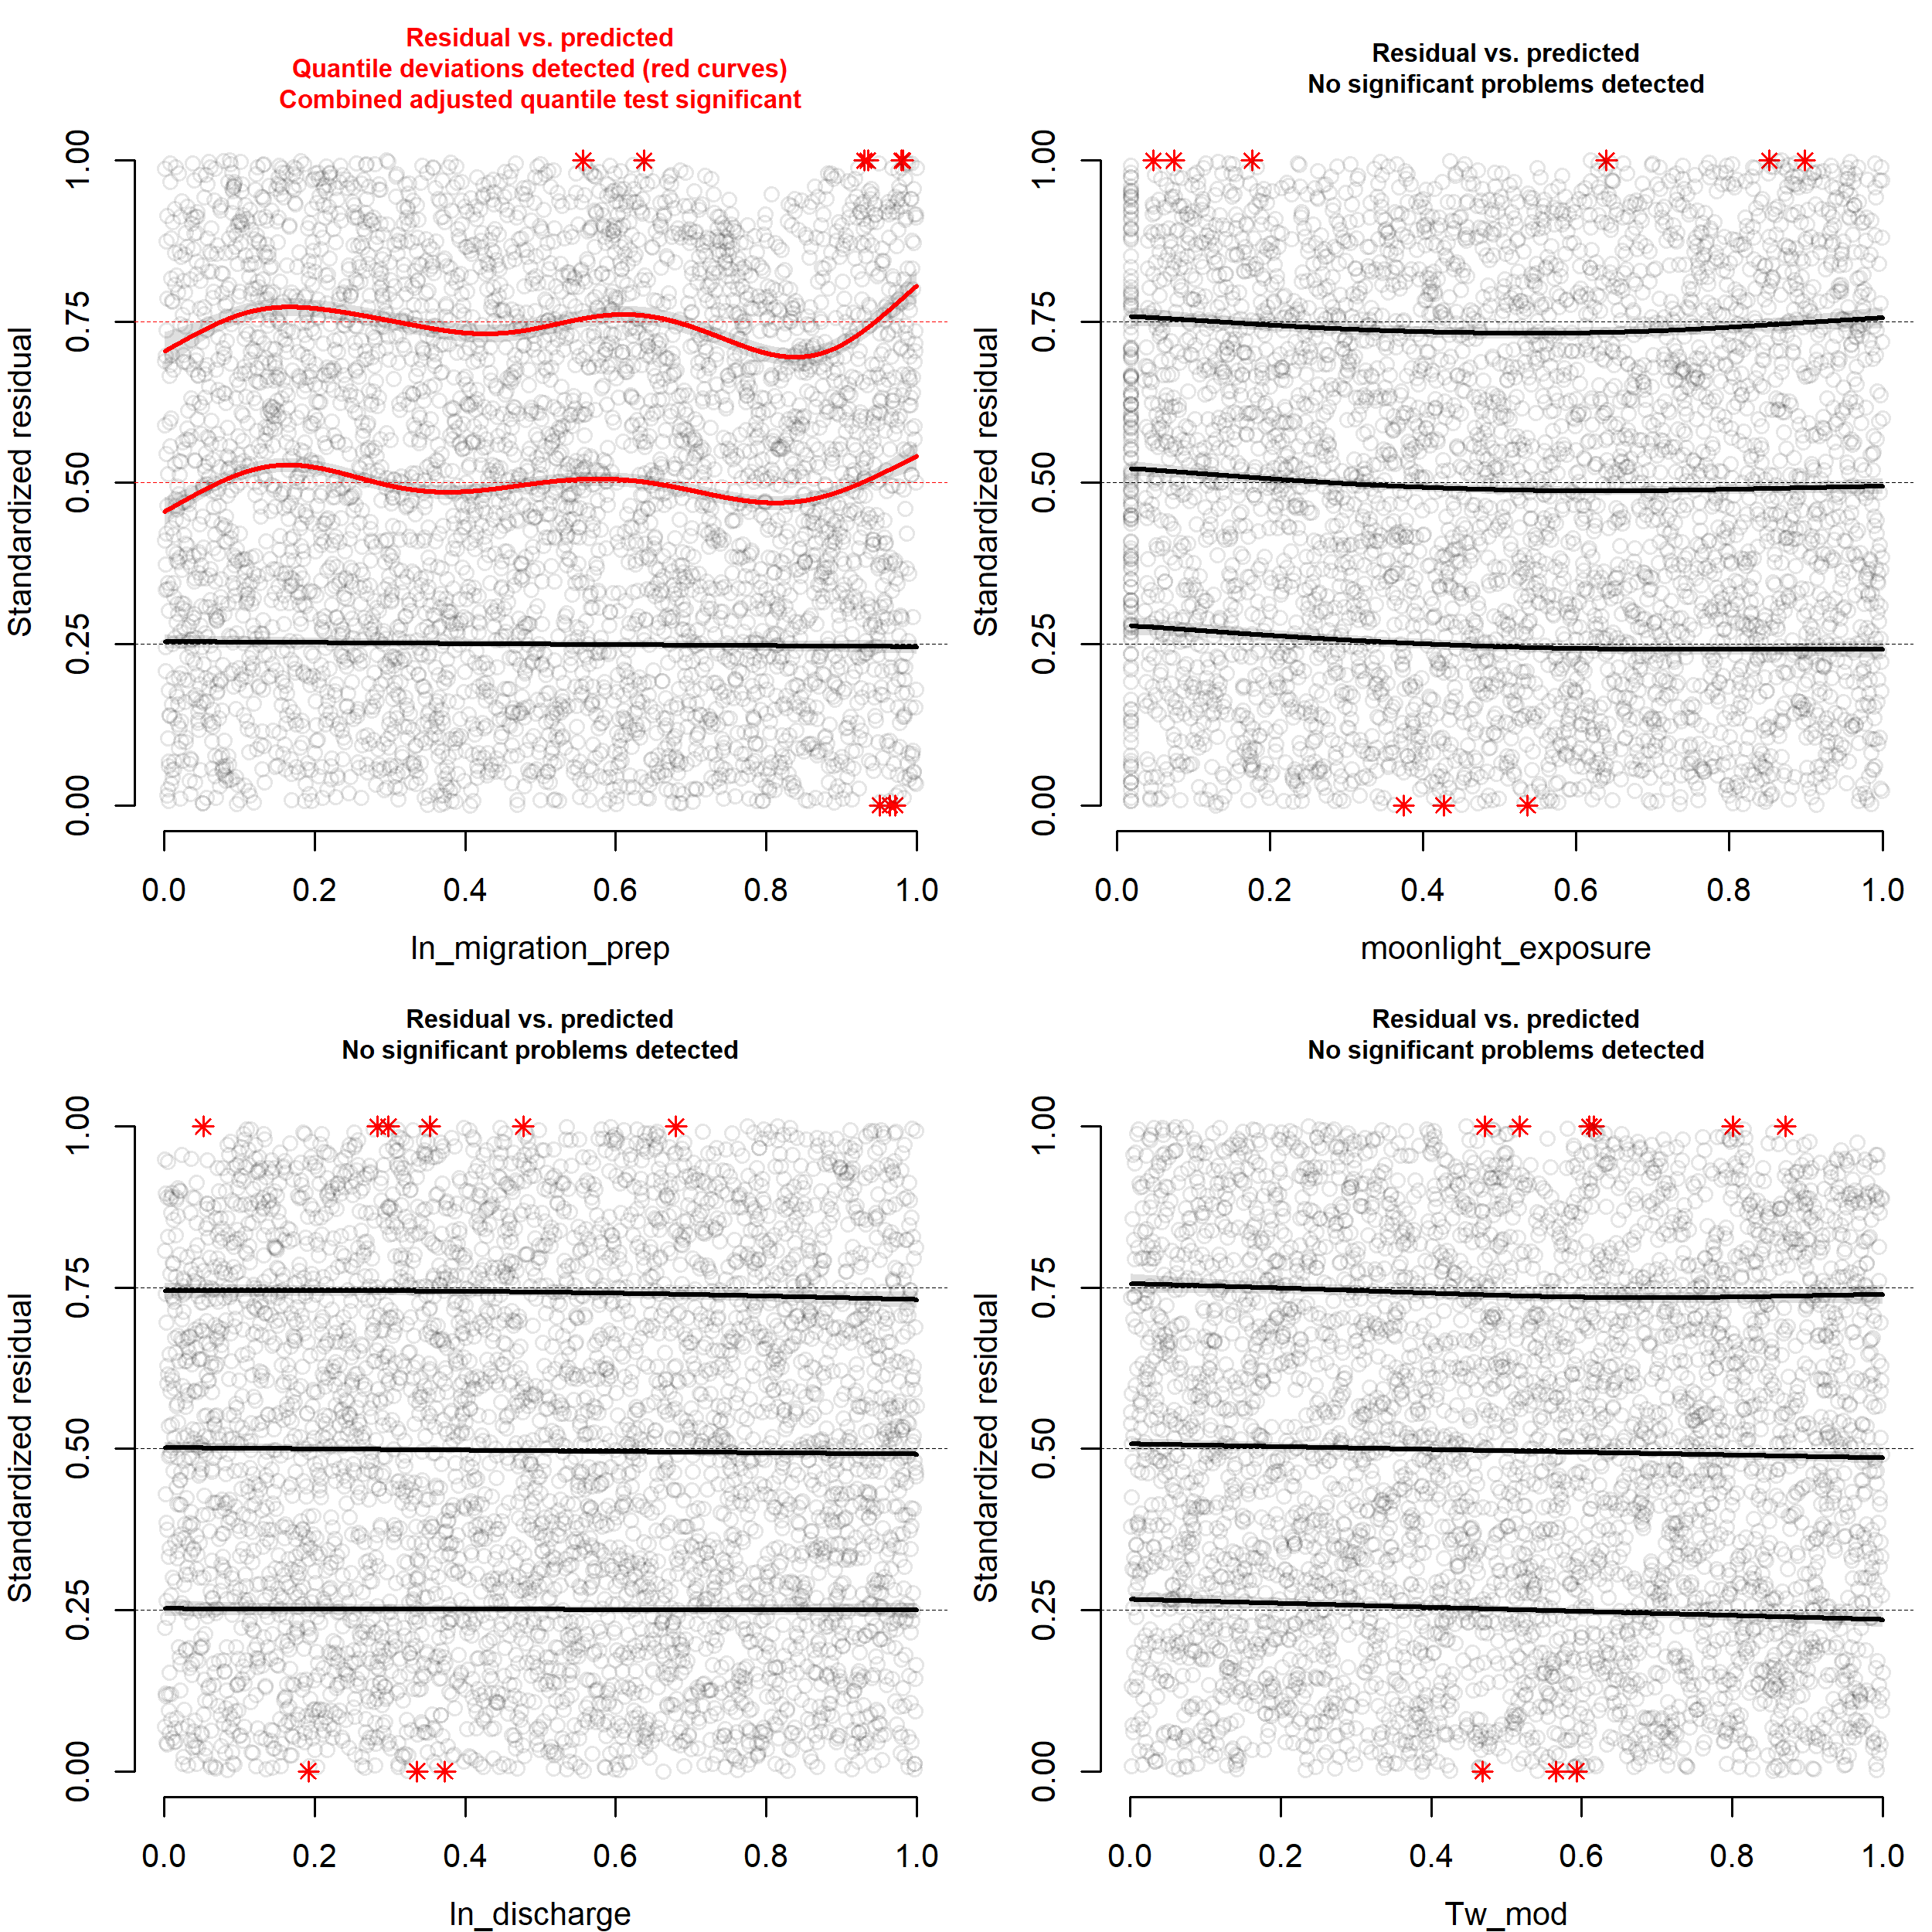 Residual vs. predicted
Quantile deviations detected (red curves)
Combined adjusted quantile test significant
Standardized residual
1.00
0.75
0.50
0.25
0.00
0.0 0.2 0.4 0.6 0.8 1.0
ln_migration_prep
Residual vs. predicted
No significant problems detected
Standardized residual
1.00
0.75
0.50
0.25
0.00
0.0 0.2 0.4 0.6 0.8 1.0
moonlight_exposure
Residual vs. predicted
No significant problems detected
Standardized residual
1.00
0.75
0.50
0.25
0.00
0.0 0.2 0.4 0.6 0.8 1.0
ln_discharge
Residual vs. predicted
No significant problems detected
Standardized residual
1.00
0.75
0.50
0.25
0.00
0.0 0.2 0.4 0.6 0.8 1.0
Tw_mod